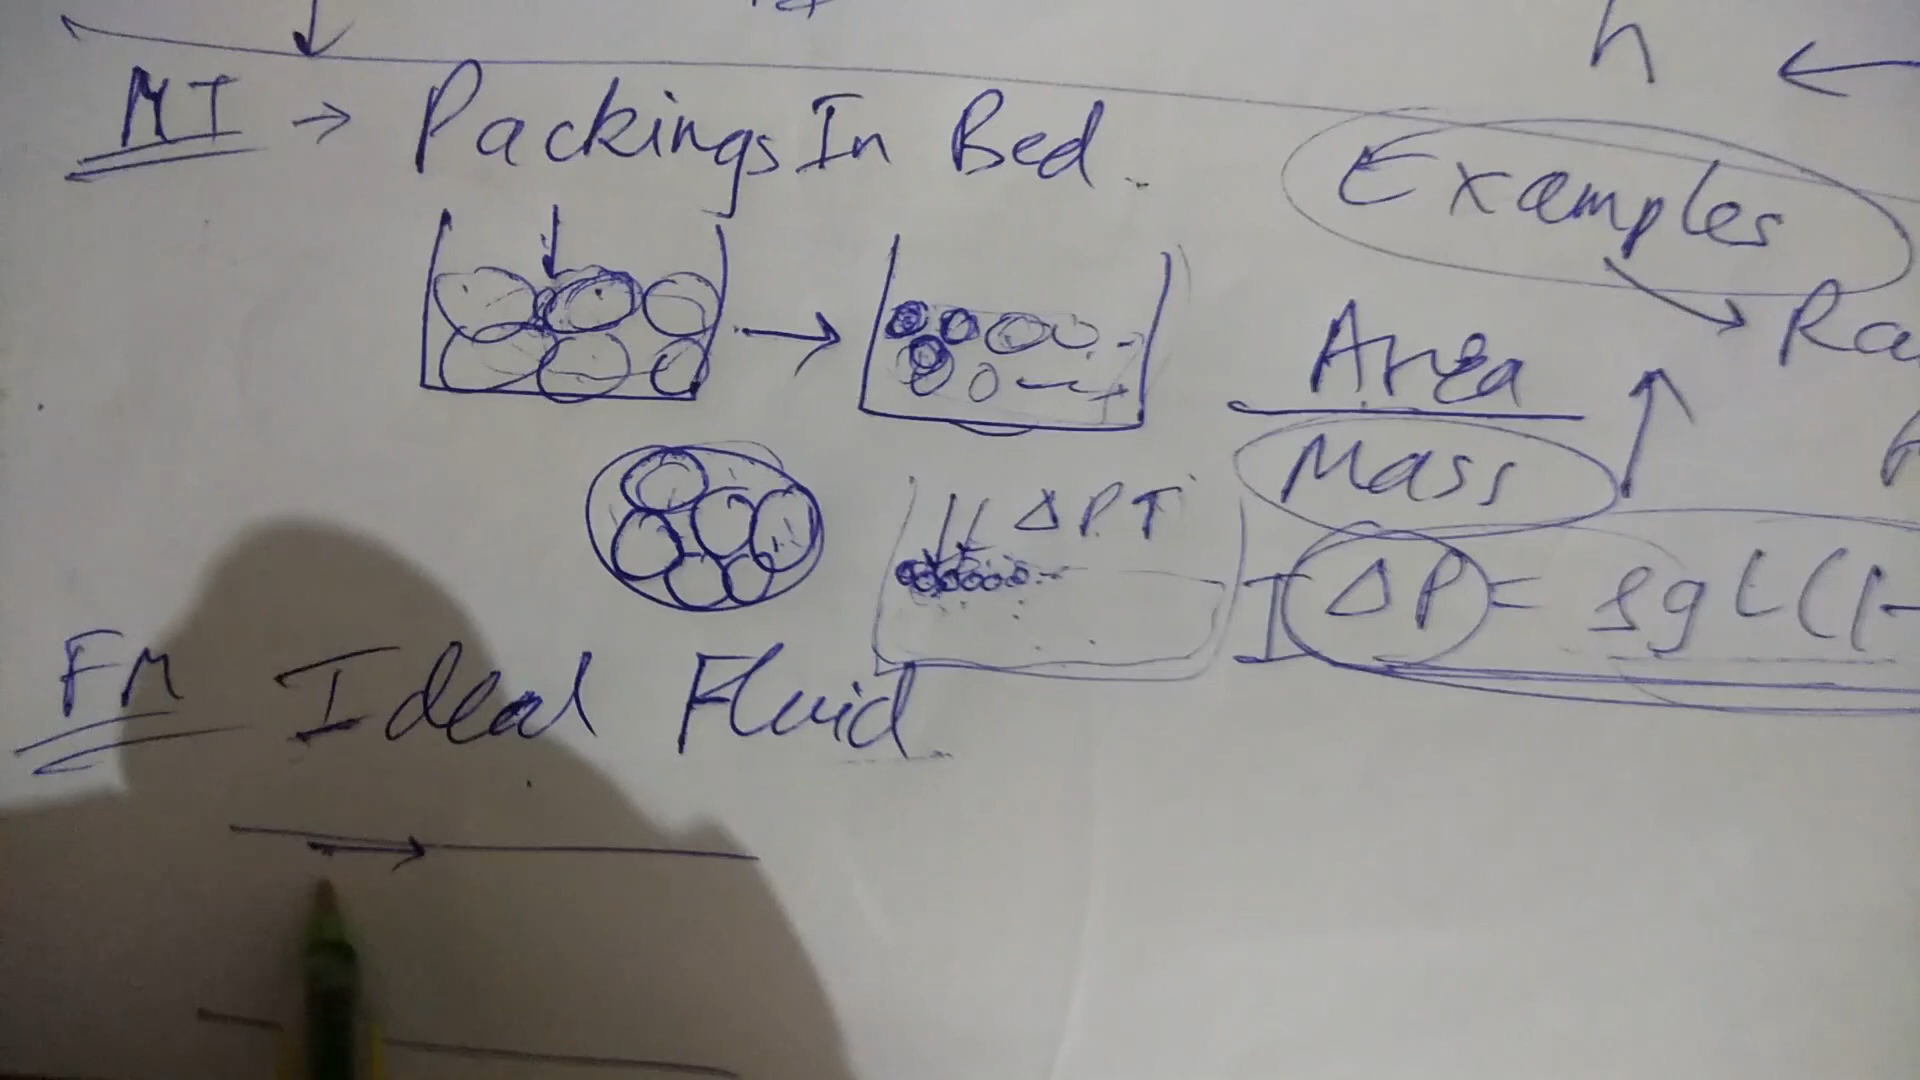 h
MI → Packings In Bed.
Examples
Ra
Area
Mass
ΔP↑
ΔP = ρgL(1-
FM Ideal Fluid.